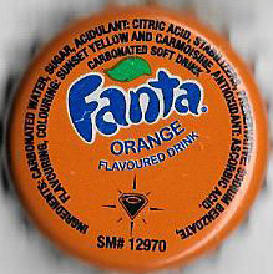 INGREDIENTS: CARBONATED WATER, SUGAR, ACIDULANT: CITRIC ACID, STABILIZERS, SODIUM BENZOATE,
FLAVOURING, COLOURING: SUNSET YELLOW AND CARMOISINE, ANTIOXIDANT: ASCORBIC ACID
CARBONATED SOFT DRINK
Fanta
ORANGE
FLAVOURED DRINK
SM# 12970